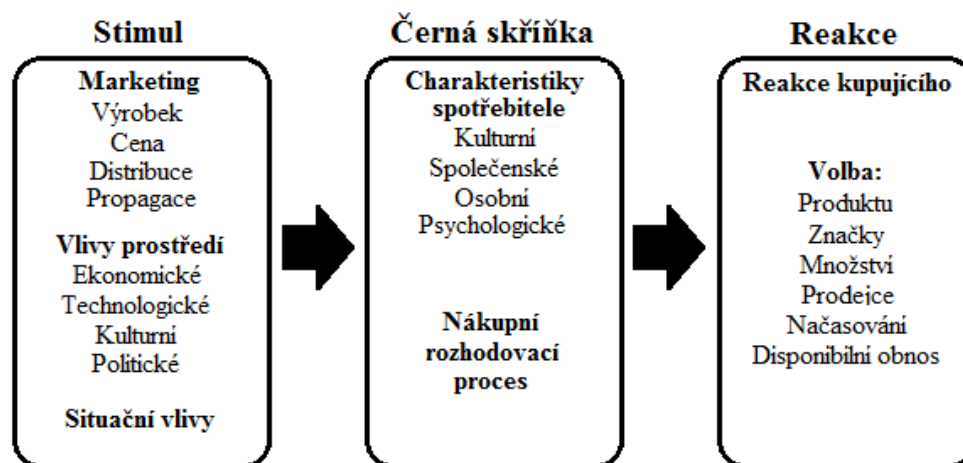 Stimul
Marketing
Výrobek
Cena
Distribuce
Propagace
Vlivy prostředí
Ekonomické
Technologické
Kulturní
Politické
Situační vlivy
Černá skříňka
Charakteristiky
spotřebitele
Kulturní
Společenské
Osobní
Psychologické
Nákupní
rozhodovací
proces
Reakce
Reakce kupujícího
Volba:
Produktu
Značky
Množství
Prodejce
Načasování
Disponibilní obnos